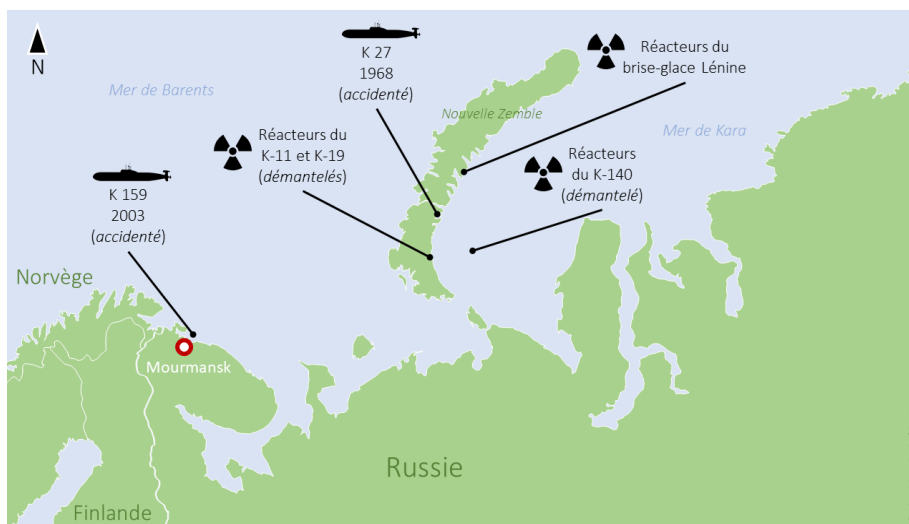 N
Mer de Barents
K 27
1968
(accidenté)
Réacteurs du
brise-glace Lénine
Nouvelle Zemble
Mer de Kara
Réacteurs du
K-11 et K-19
(démantelés)
Réacteurs
du K-140
(démantelé)
K 159
2003
(accidenté)
Norvège
Mourmansk
Russie
Finlande